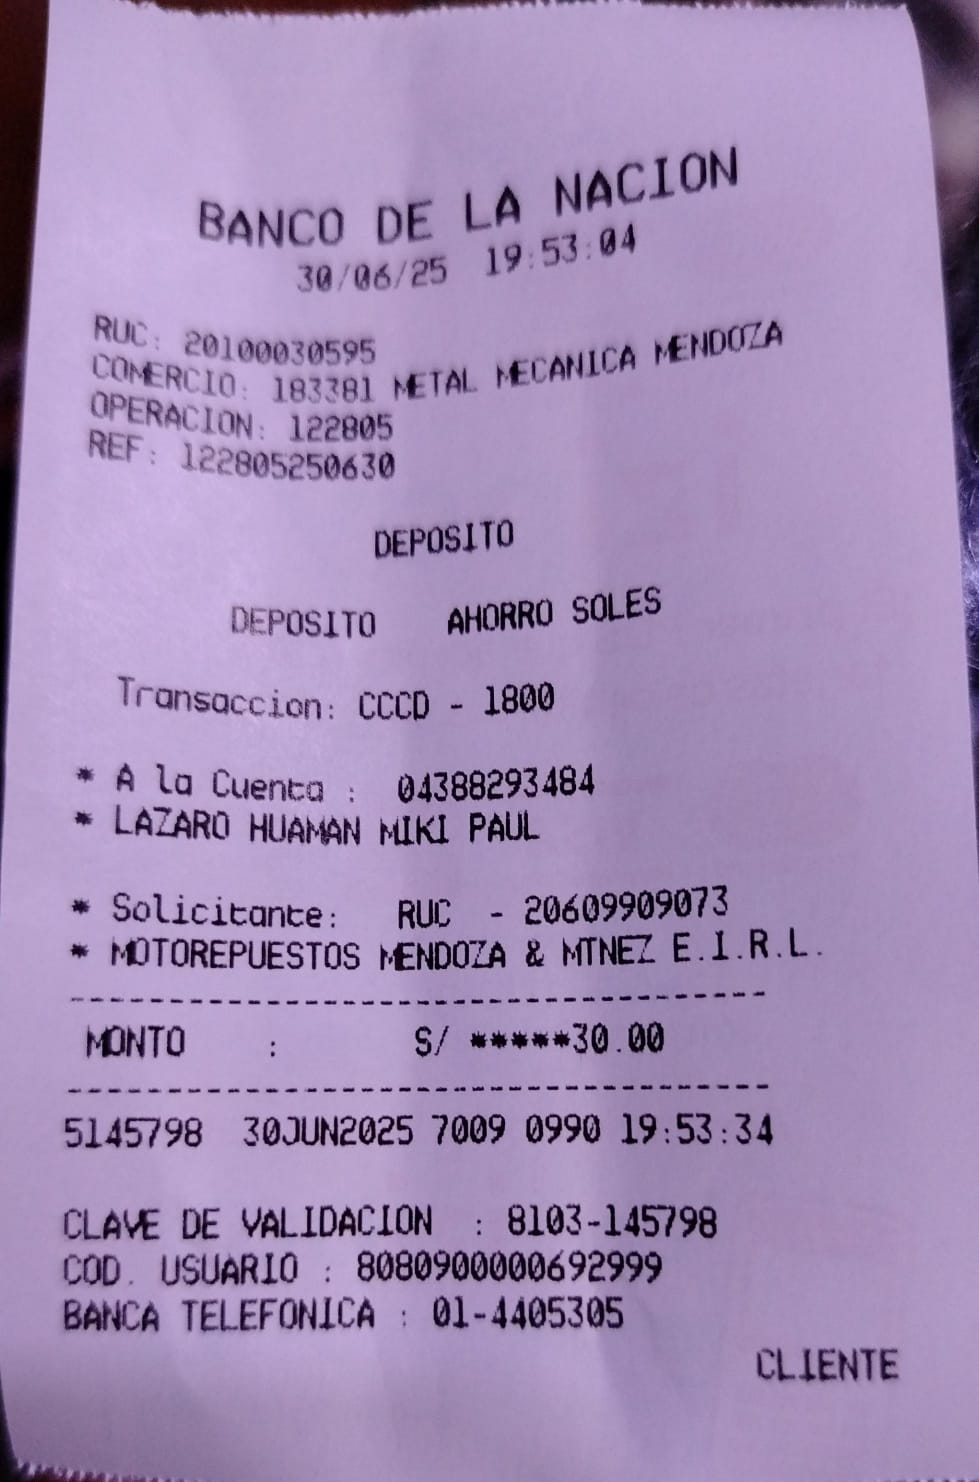 BANCO DE LA NACION
30/06/25 19:53:04
RUC: 20100030595
COMERCIO: 183381 METAL MECANICA MENDOZA
OPERACION: 122805
REF: 122805250630
DEPOSITO
DEPOSITO AHORRO SOLES
Transaccion: CCCD - 1800
* A la Cuenta : 04388293484
* LAZARO HUAMAN MIKI PAUL
* Solicitante: RUC - 20609909073
* MOTOREPUESTOS MENDOZA & MTNEZ E.I.R.L.
-----------------------------------
MONTO : S/ *****30.00
-----------------------------------
5145798 30JUN2025 7009 0990 19:53:34
CLAVE DE VALIDACION : 8103-145798
COD. USUARIO : 8080900000692999
BANCA TELEFONICA : 01-4405305
CLIENTE